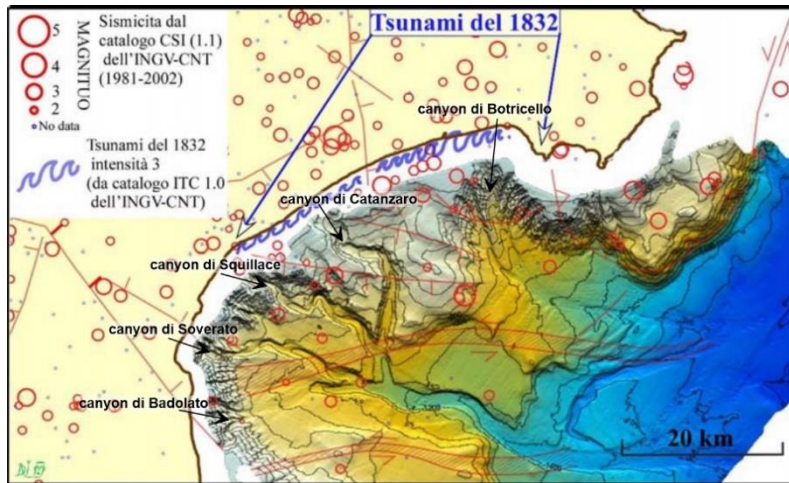 5
4
3
2
No data
MAGNITUO
Sismicita dal
catalogo CSI (1.1)
dell'INGV-CNT
(1981-2002)
Tsunami del 1832
intensità 3
(da catalogo ITC 1.0
dell'INGV-CNT)
Tsunami del 1832
canyon di Botricello
canyon di Catanzaro
canyon di Squillace
canyon di Soverato
canyon di Badolato
20 km